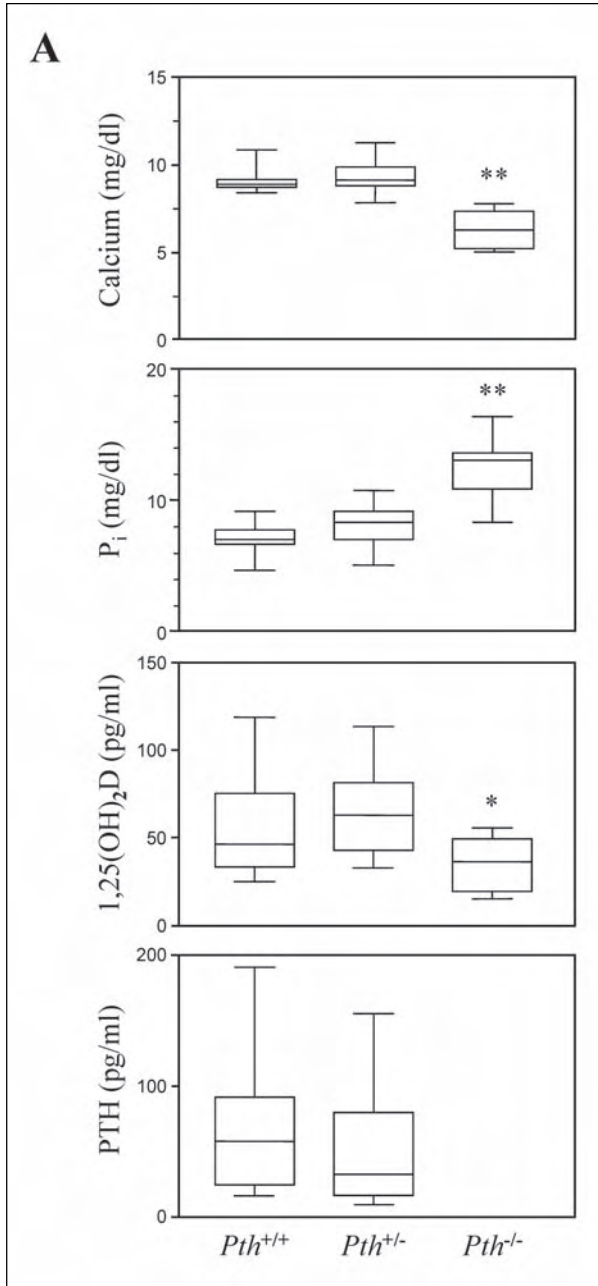 A
Calcium (mg/dl)
15
10
5
0
**
Pᵢ (mg/dl)
20
10
0
**
1,25(OH)₂D (pg/ml)
150
100
50
0
*
PTH (pg/ml)
200
100
0
Pth⁺/⁺ Pth⁺/⁻ Pth⁻/⁻